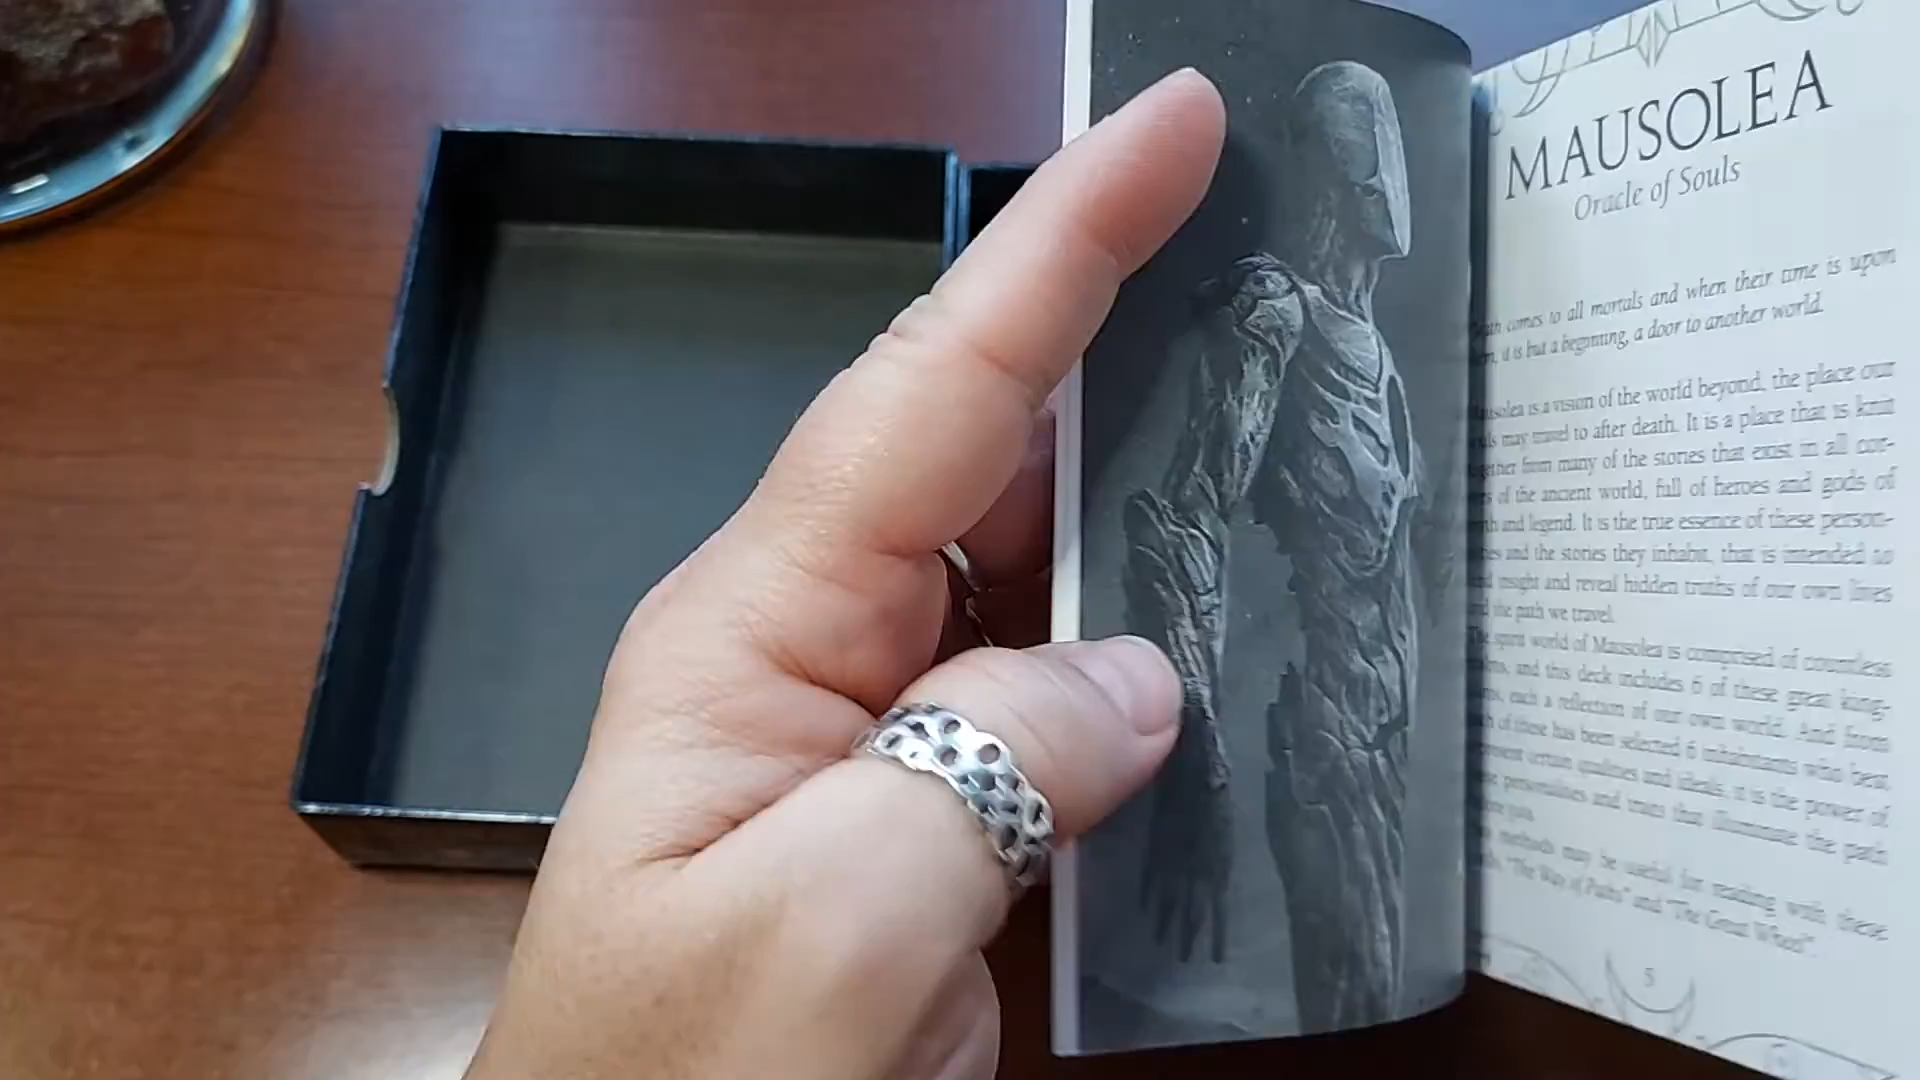 MAUSOLEA
Oracle of Souls
comes to all mortals and when their time is upon
it is but a beginning, a door to another world.
is a vision of the world beyond, the place our
may travel to after death. It is a place that is knit
from many of the stories that exist in all cor-
of the ancient world, full of heroes and gods of
and legend. It is the true essence of these person-
and the stories they inhabit, that is intended to
insight and reveal hidden truths of our own lives
the path we travel.
spirit world of Mausolea is composed of countless
and this deck includes 6 of these great king-
each a reflection of our own world. And from
of these has been selected 6 inhabitants who best
certain qualities and ideals, it is the power of
personalities and traits that illuminate the path
methods may be useful for reading with these
"The Way of Paths" and "The Great Wheel".
5